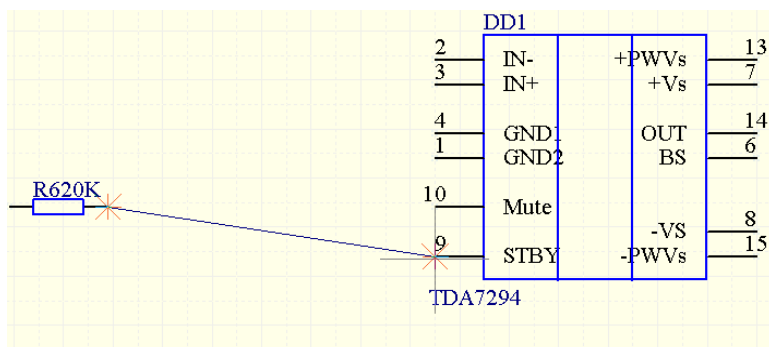 DD1
2 IN- +PWVs 13
3 IN+ +Vs 7
4 GND1 OUT 14
1 GND2 BS 6
R620K
10 Mute
-VS 8
9 STBY -PWVs 15
TDA7294